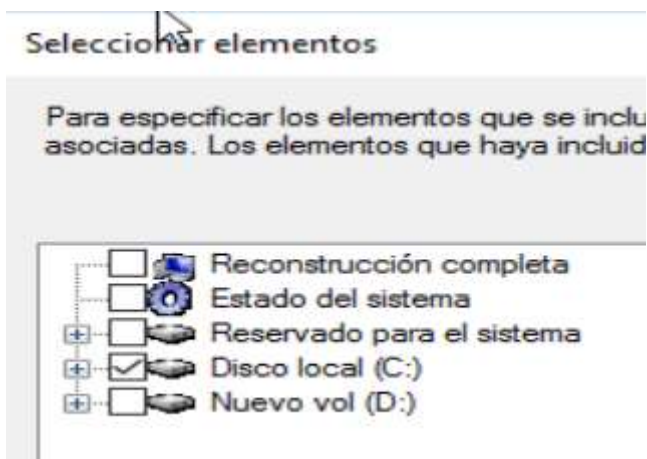 Seleccionar elementos
Para especificar los elementos que se inclu
asociadas. Los elementos que haya incluid
Reconstrucción completa
Estado del sistema
Reservado para el sistema
Disco local (C:)
Nuevo vol (D:)